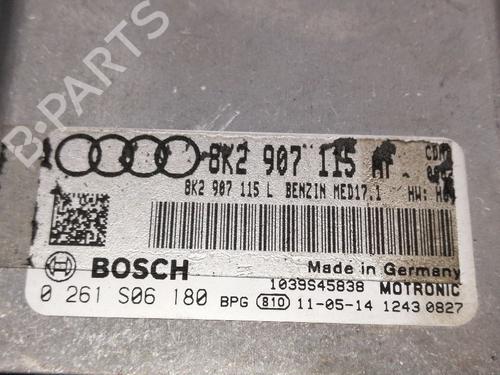 B-PARTS
8K2 907 115
8K2 907 115 L BENZIN MED17.1 HW:
BOSCH
Made in Germany
1039S45838 MOTRONIC
0 261 S06 180 BPG 810 11-05-14 1243 0827